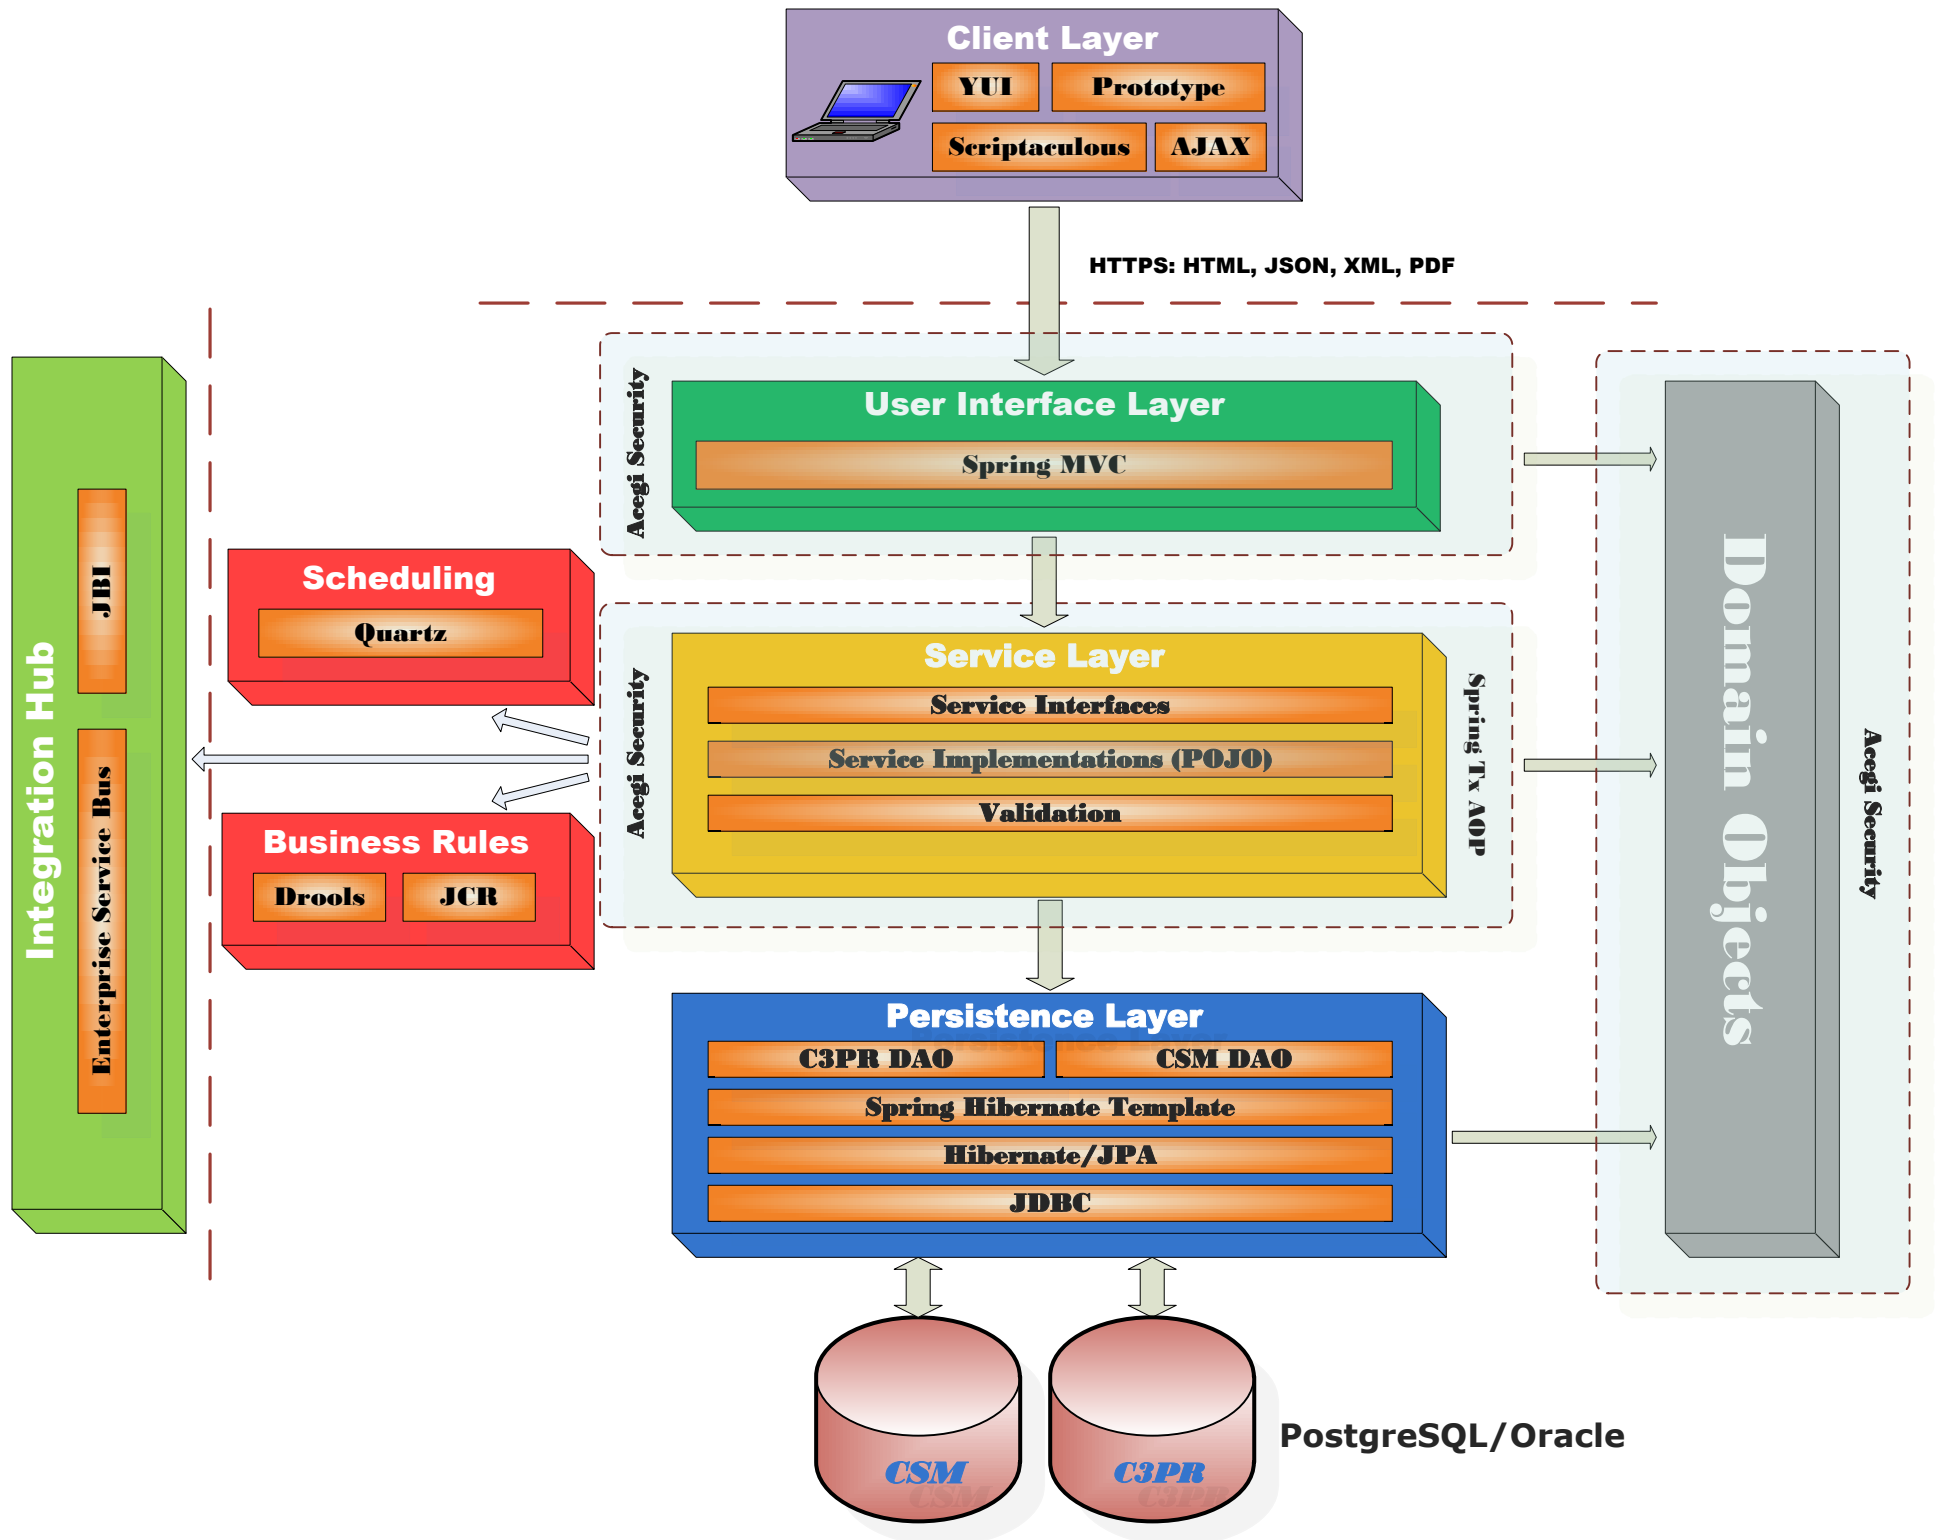 Client Layer
YUI
Prototype
Scriptaculous
AJAX
HTTPS: HTML, JSON, XML, PDF
Acegi Security
User Interface Layer
Spring MVC
Integration Hub
JBI
Enterprise Service Bus
Scheduling
Quartz
Business Rules
Drools
JCR
Acegi Security
Service Layer
Service Interfaces
Service Implementations (POJO)
Validation
Spring Tx AOP
Domain Objects
Acegi Security
Persistence Layer
C3PR DAO
CSM DAO
Spring Hibernate Template
Hibernate/JPA
JDBC
CSM
C3PR
PostgreSQL/Oracle